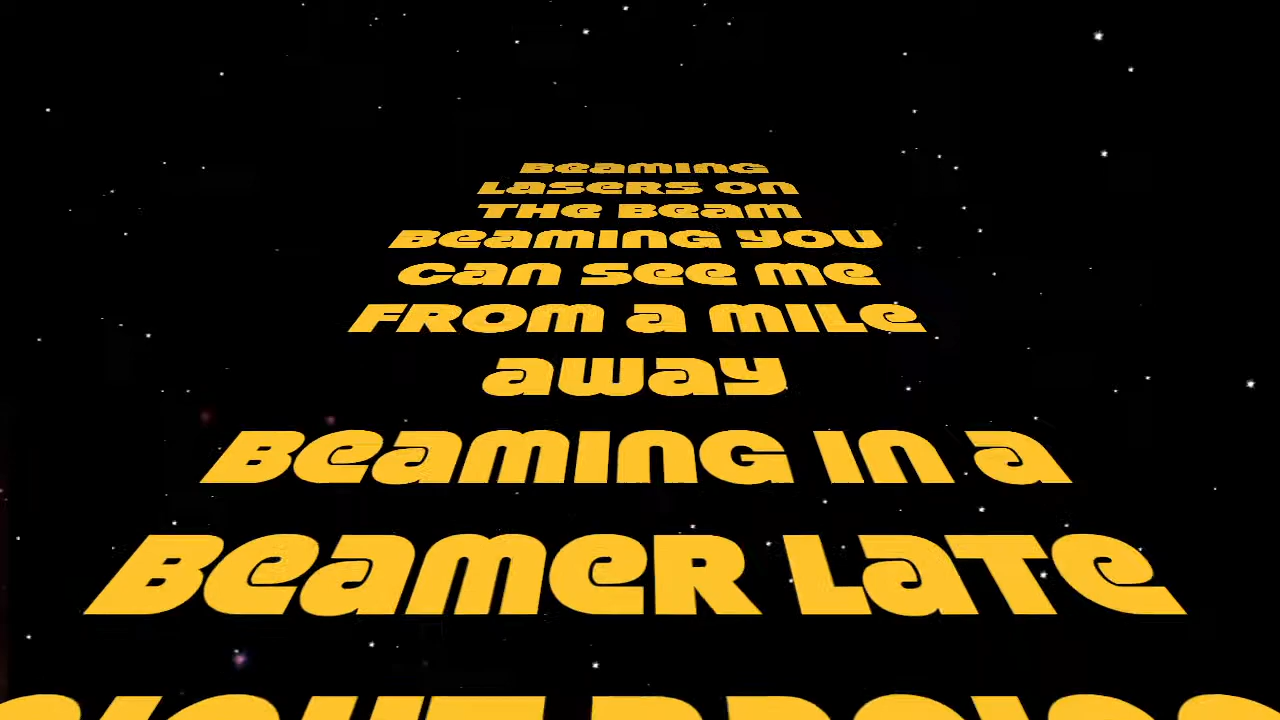 BeaminG
LaSeRS On
THe Beam
BeaminG yOU
Can See me
FROm a miLe
away
BeaminG in a
BeameR LaTe